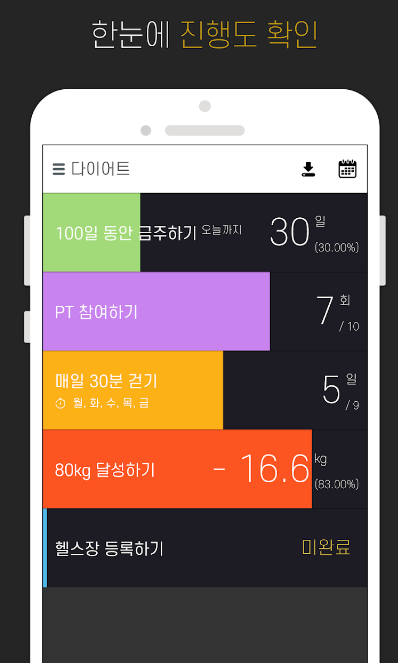 한눈에 진행도 확인
다이어트
100일 동안 금주하기 오늘까지 30 일 (30.00%)
PT 참여하기 7 회 / 10
매일 30분 걷기 5 일 / 9
월, 화, 수, 목, 금
80kg 달성하기 - 16.6 kg (83.00%)
헬스장 등록하기 미완료